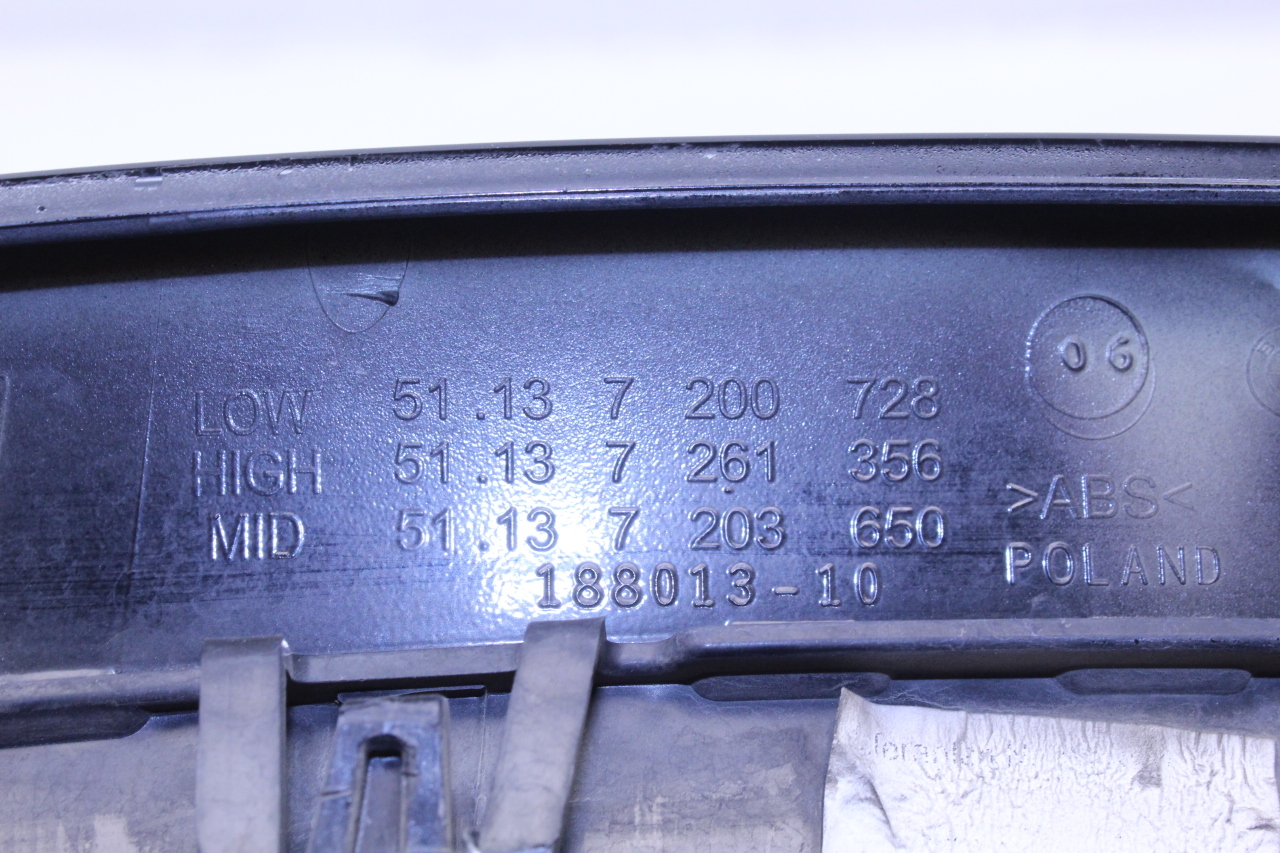 LOW 51.13 7 200 728
HIGH 51.13 7 261 356
MID 51.13 7 203 650
188013-10
06
>ABS<
POLAND